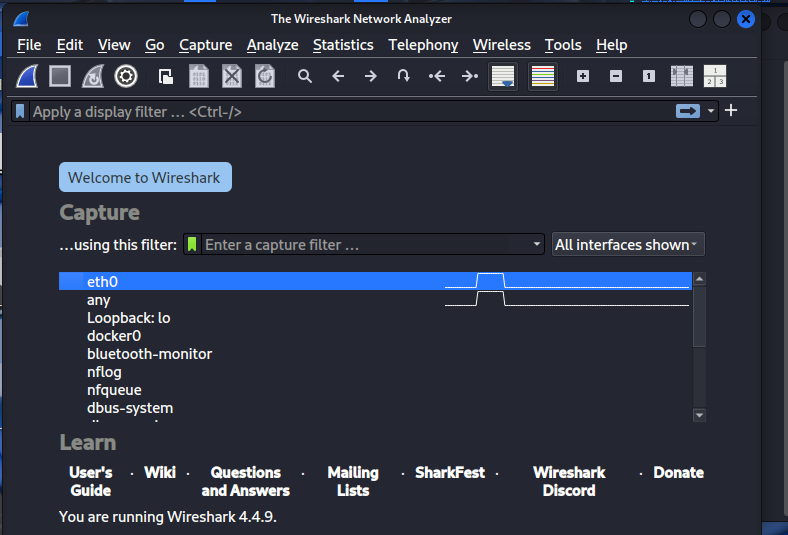 The Wireshark Network Analyzer
File Edit View Go Capture Analyze Statistics Telephony Wireless Tools Help
Apply a display filter … <Ctrl-/>
Welcome to Wireshark
Capture
…using this filter: Enter a capture filter … All interfaces shown
eth0
any
Loopback: lo
docker0
bluetooth-monitor
nflog
nfqueue
dbus-system
Learn
User's Guide · Wiki · Questions and Answers · Mailing Lists · SharkFest · Wireshark Discord · Donate
You are running Wireshark 4.4.9.